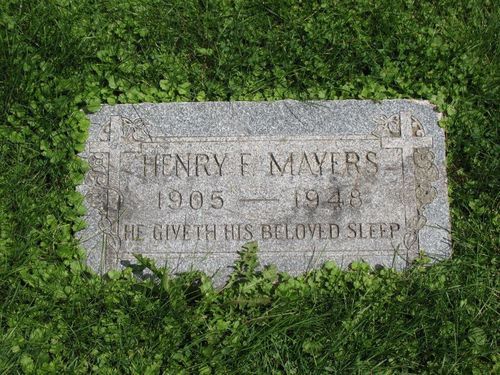 HENRY F. MAYERS
1905 — 1948
HE GIVETH HIS BELOVED SLEEP